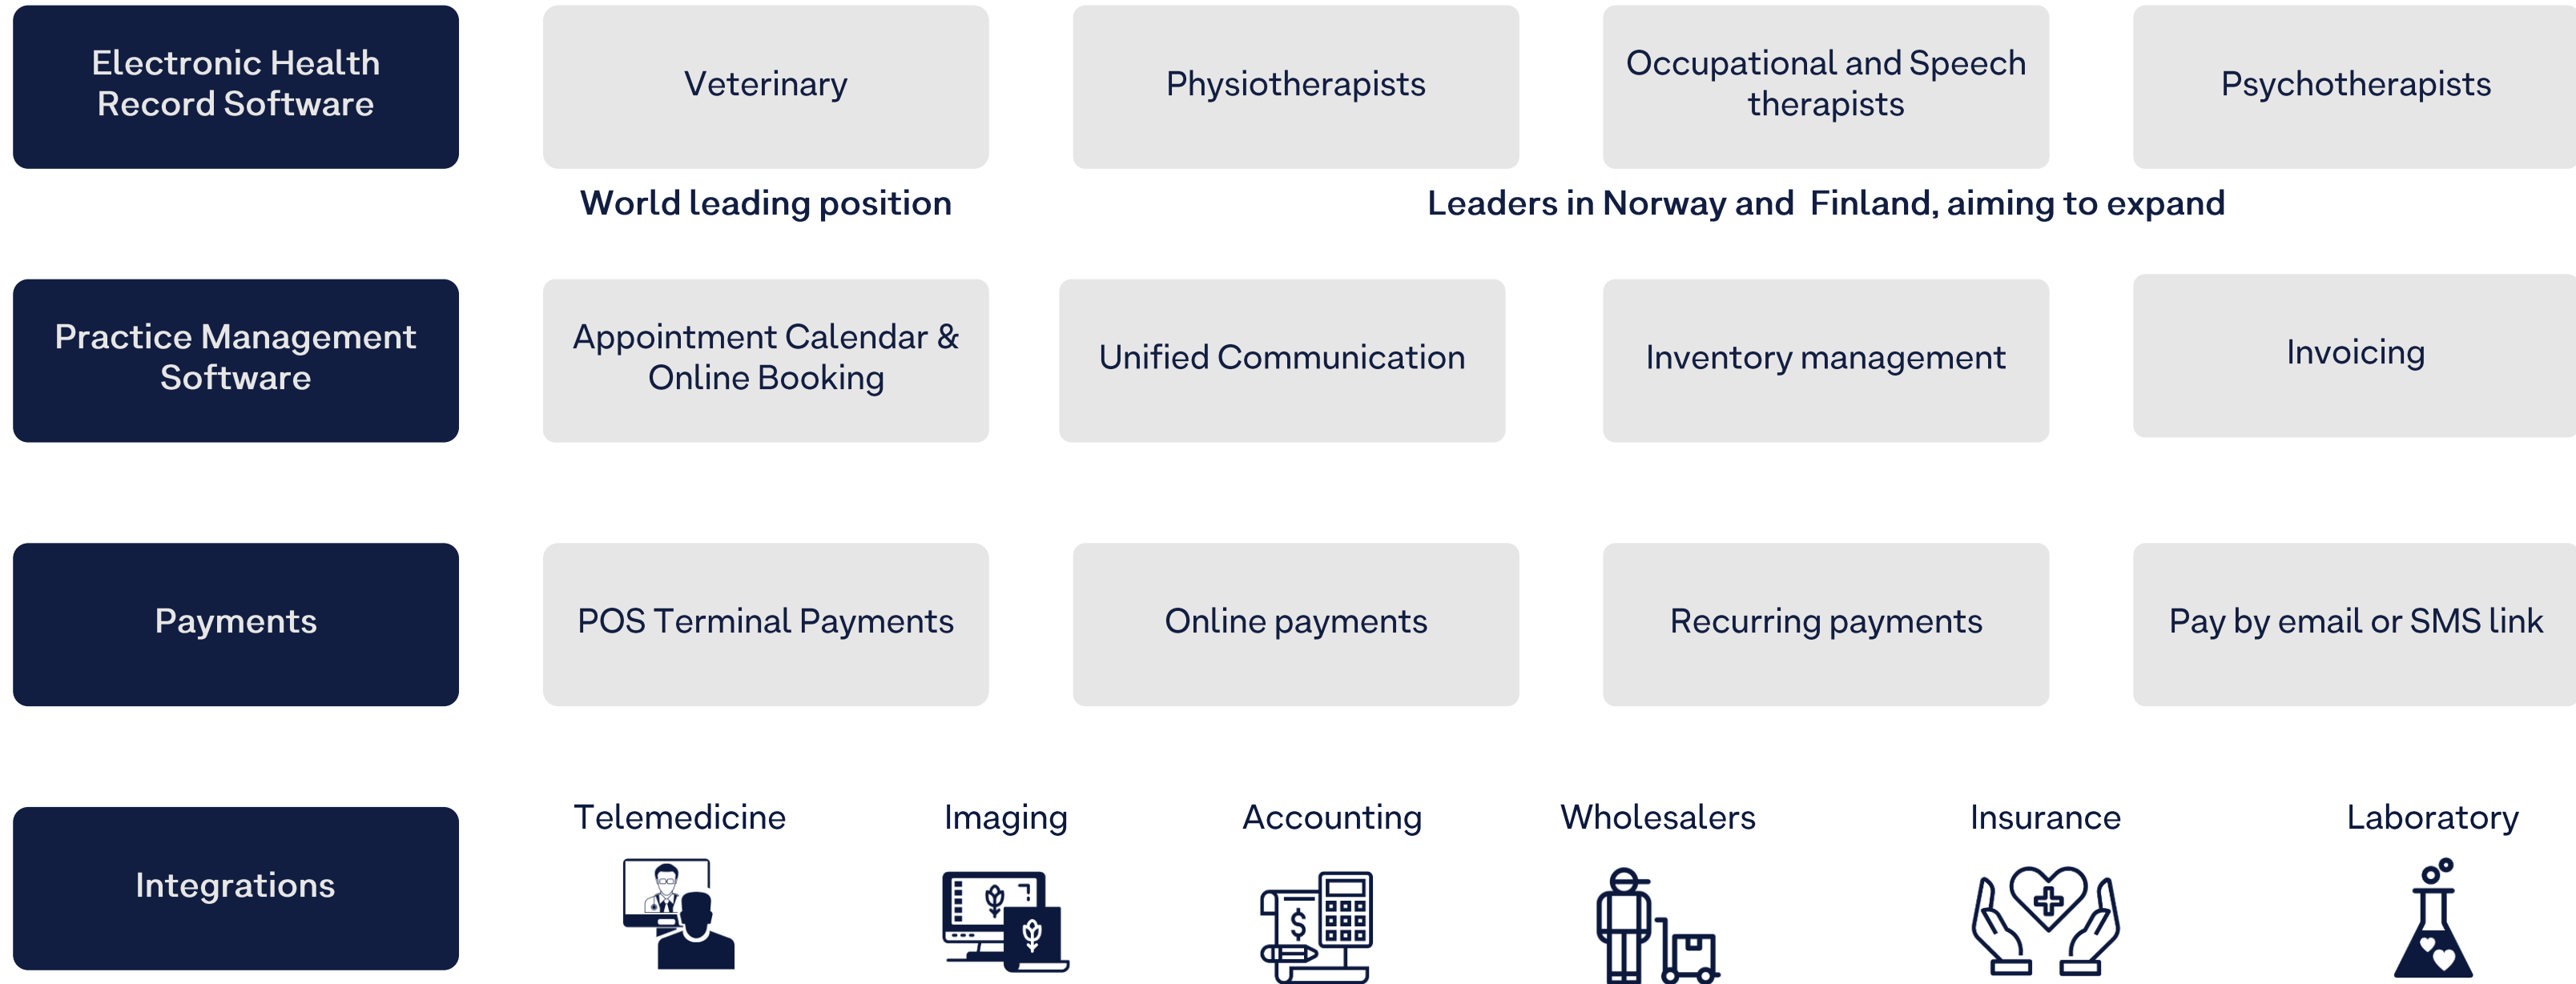 Electronic Health
Record Software
Veterinary
Physiotherapists
Occupational and Speech
therapists
Psychotherapists
World leading position
Leaders in Norway and  Finland, aiming to expand
Practice Management
Software
Appointment Calendar &
Online Booking
Unified Communication
Inventory management
Invoicing
Payments
POS Terminal Payments
Online payments
Recurring payments
Pay by email or SMS link
Integrations
Telemedicine
Imaging
Accounting
Wholesalers
Insurance
Laboratory
$